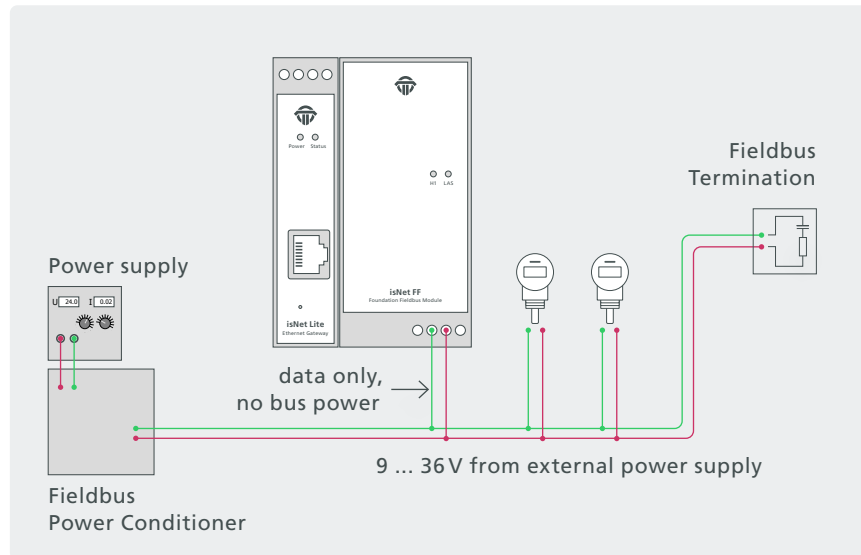 Power Status
isNet Lite
Ethernet Gateway
H1 LAS
isNet FF
Foundation Fieldbus Module
Fieldbus
Termination
Power supply
U 24.0 I 0.02
data only,
no bus power
9 ... 36 V from external power supply
Fieldbus
Power Conditioner